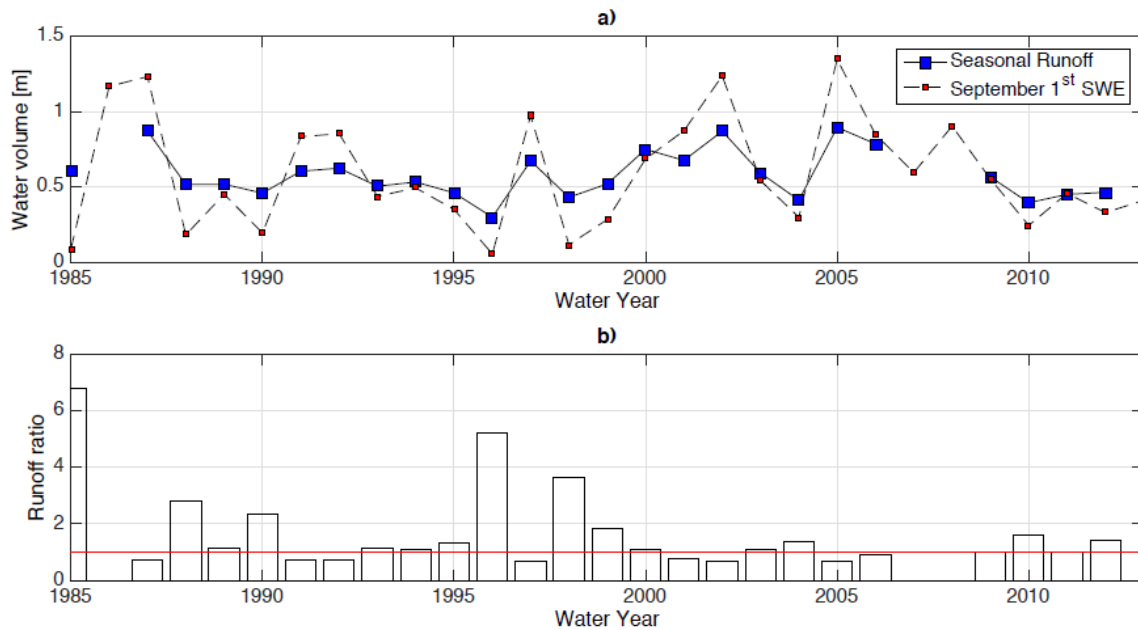 a)
1.5
1
0.5
0
Water volume [m]
Seasonal Runoff
September 1st SWE
1985 1990 1995 2000 2005 2010
Water Year
b)
8
6
4
2
0
Runoff ratio
1985 1990 1995 2000 2005 2010
Water Year